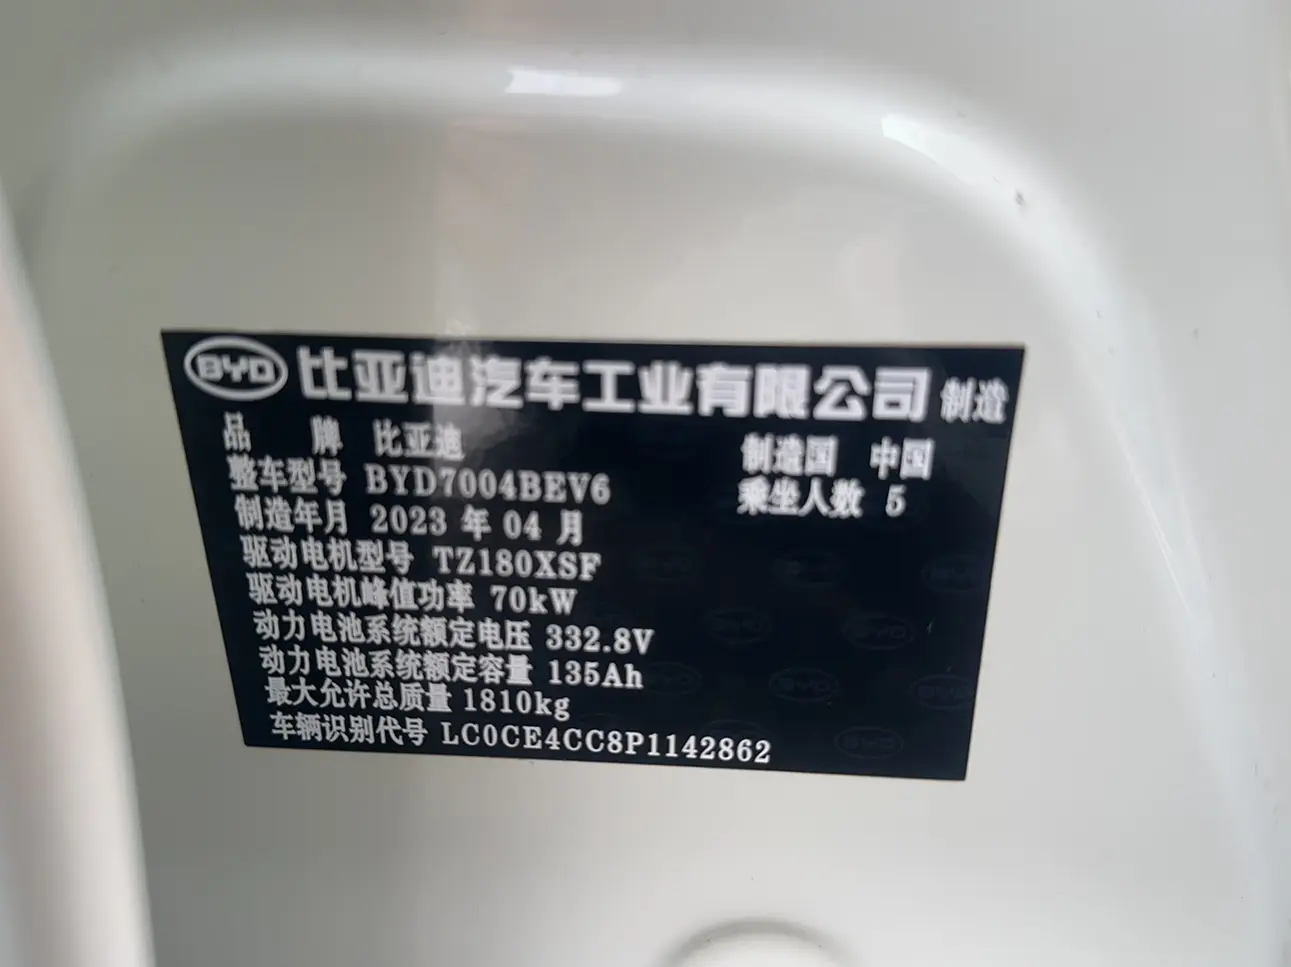 BYD 比亚迪汽车工业有限公司 制造
品 牌 比亚迪 制造国 中国
整车型号 BYD7004BEV6 乘坐人数 5
制造年月 2023 年 04 月
驱动电机型号 TZ180XSF
驱动电机峰值功率 70kW
动力电池系统额定电压 332.8V
动力电池系统额定容量 135Ah
最大允许总质量 1810kg
车辆识别代号 LC0CE4CC8P1142862